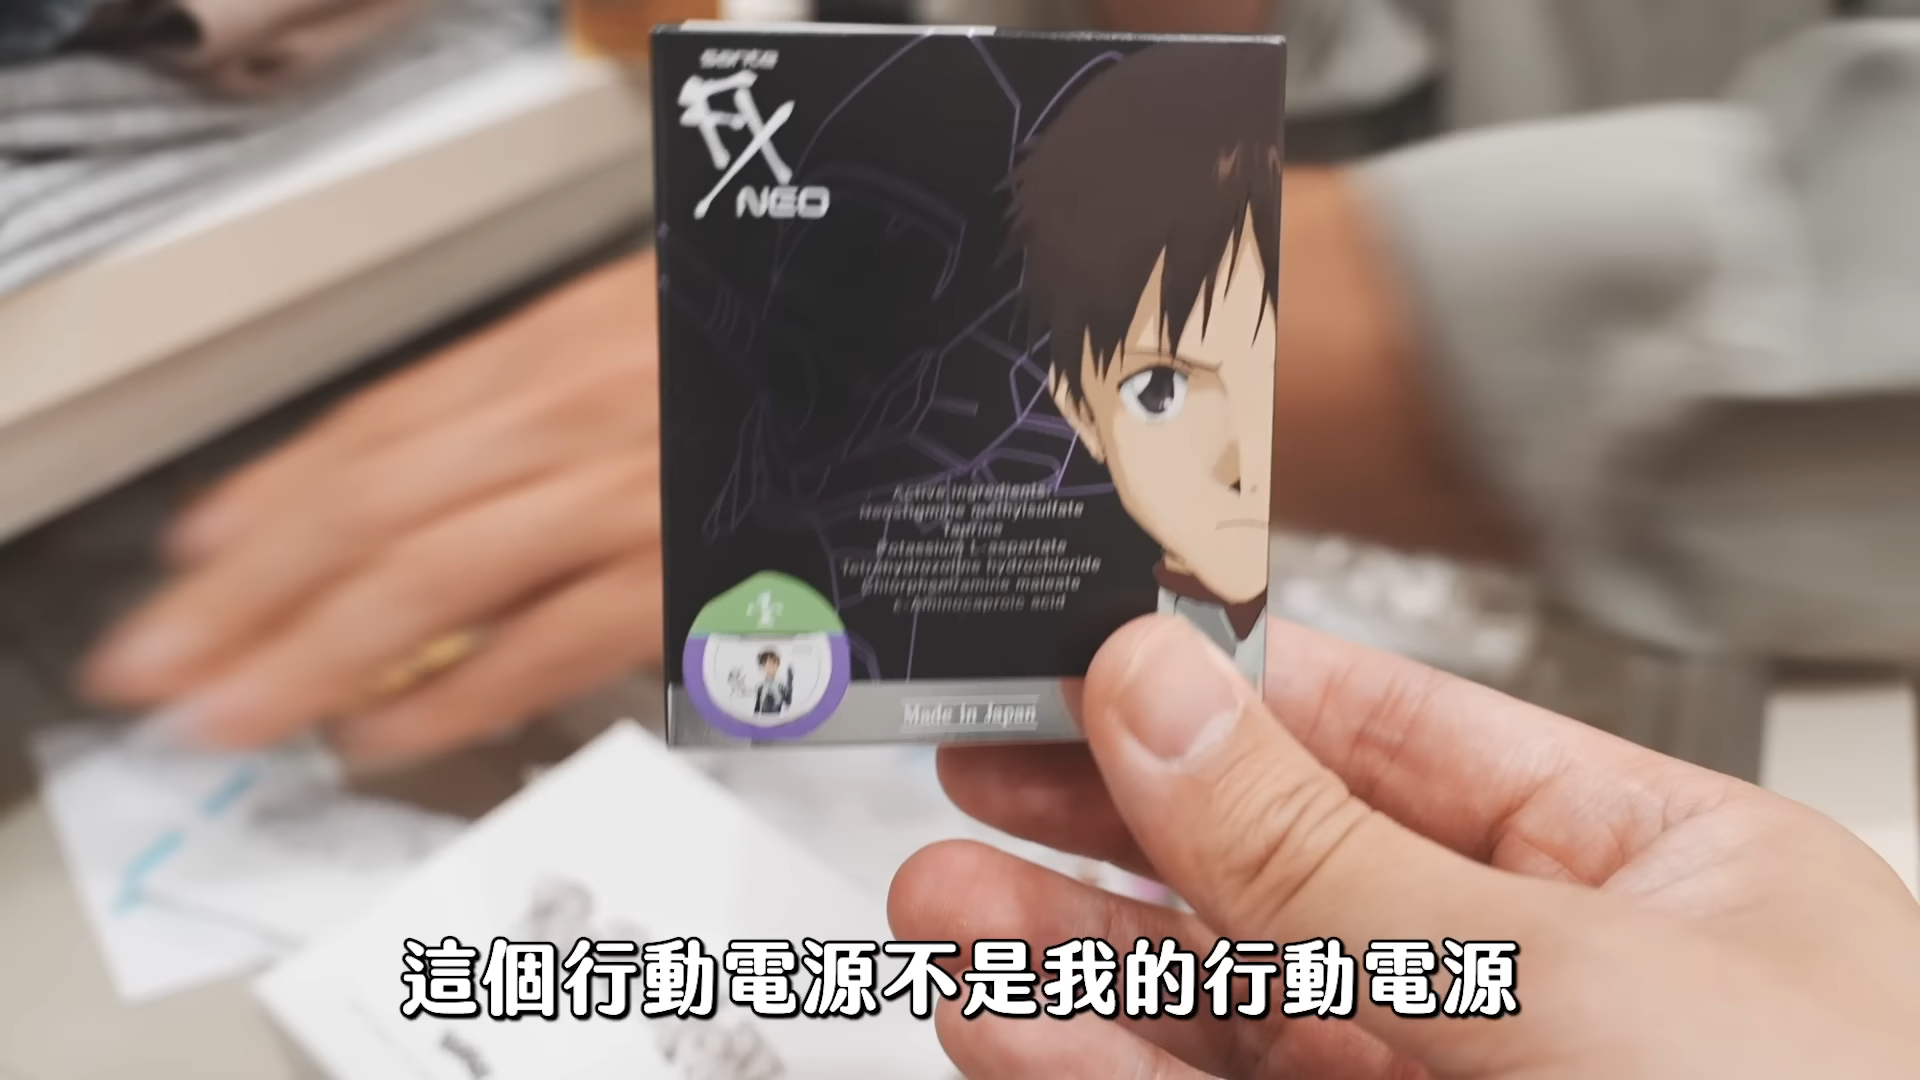 sante
FX
NEO
Active ingredients:
Neostigmine methylsulfate
Taurine
Potassium L-aspartate
Tetrahydrozoline hydrochloride
Chlorpheniramine maleate
ε-Aminocaproic acid
Made in Japan
這個行動電源不是我的行動電源